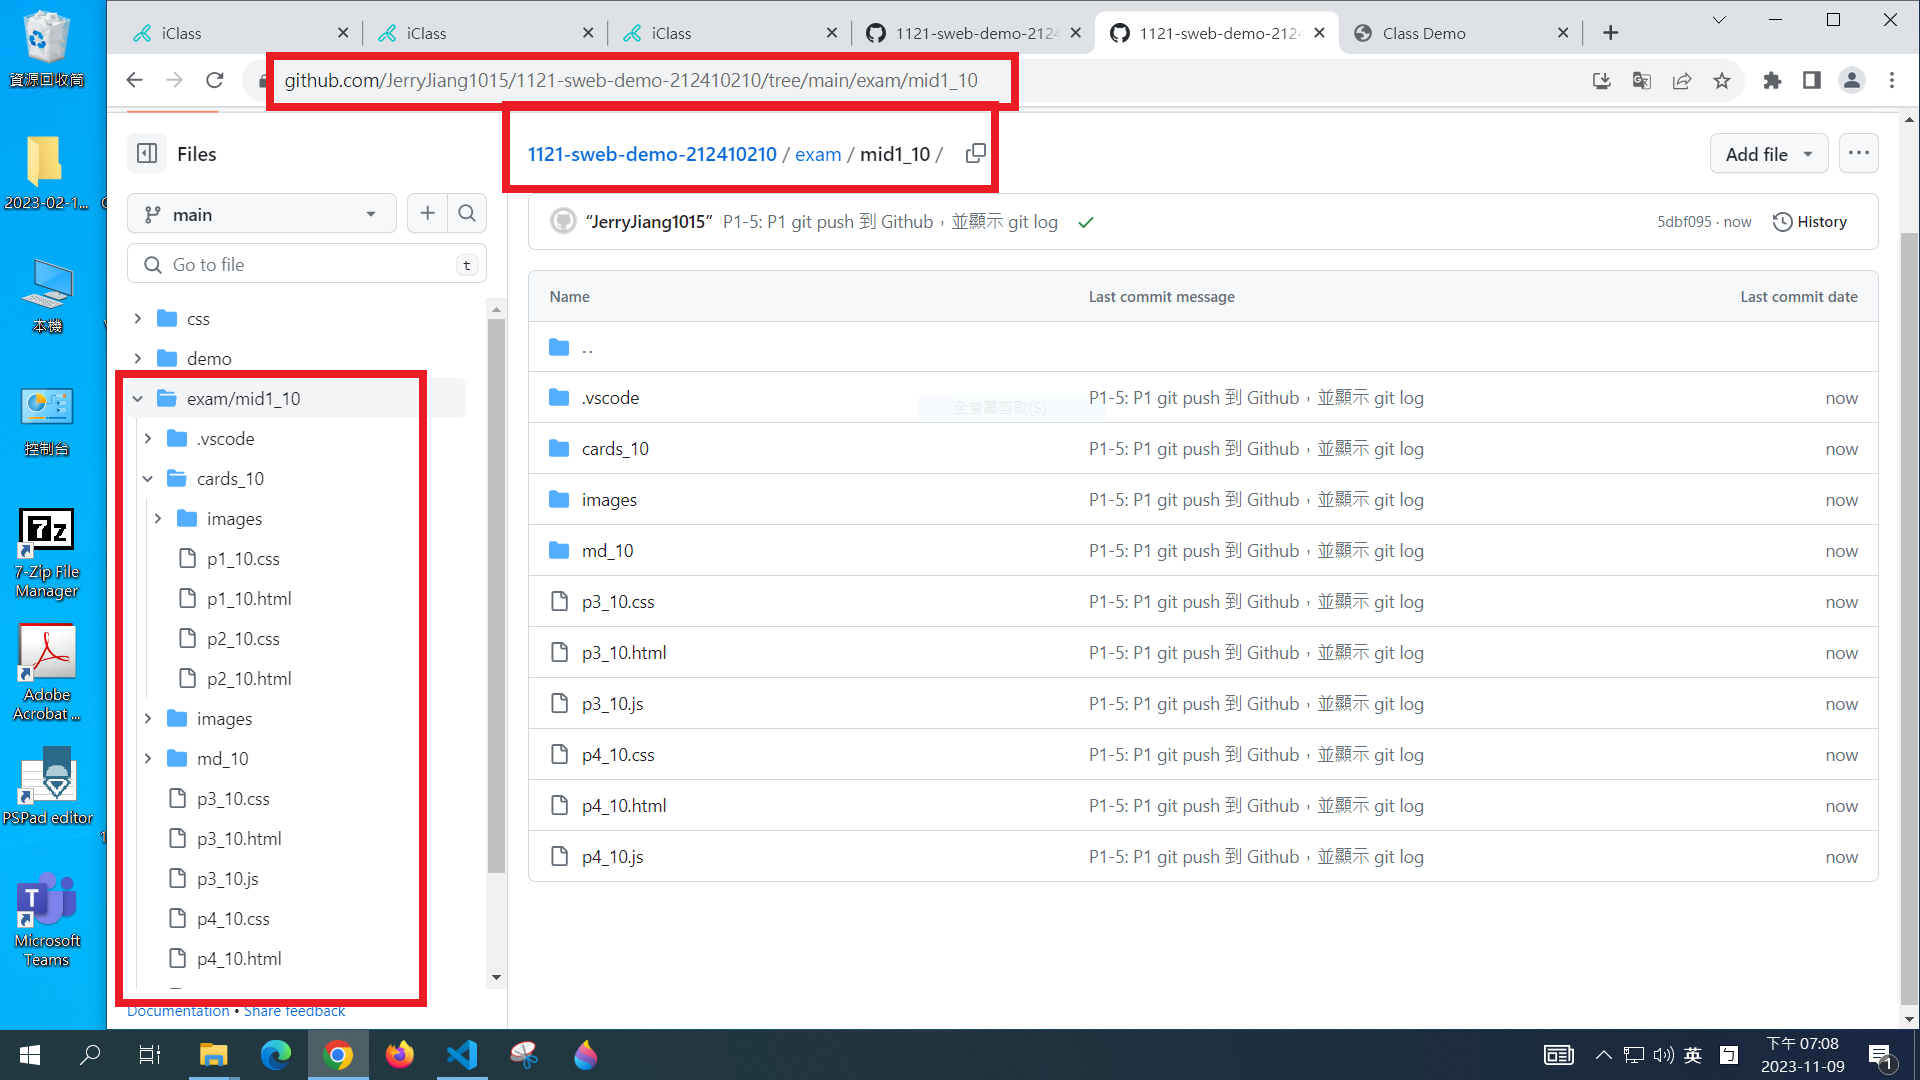 iClass
iClass
iClass
1121-sweb-demo-2124
1121-sweb-demo-2124
Class Demo
github.com/JerryJiang1015/1121-sweb-demo-212410210/tree/main/exam/mid1_10
資源回收筒
2023-02-1...
本機
控制台
7z
7-Zip File
Manager
Adobe
Acrobat ...
PSPad editor
T
Microsoft
Teams
Files
main
Go to file
t
css
demo
exam/mid1_10
.vscode
cards_10
images
p1_10.css
p1_10.html
p2_10.css
p2_10.html
images
md_10
p3_10.css
p3_10.html
p3_10.js
p4_10.css
p4_10.html
Documentation • Share feedback
1121-sweb-demo-212410210 / exam / mid1_10 /
Add file
"JerryJiang1015" P1-5: P1 git push 到 Github,並顯示 git log
5dbf095 · now
History
Name Last commit message Last commit date
..
.vscode P1-5: P1 git push 到 Github,並顯示 git log now
全螢幕剪取(S)
cards_10 P1-5: P1 git push 到 Github,並顯示 git log now
images P1-5: P1 git push 到 Github,並顯示 git log now
md_10 P1-5: P1 git push 到 Github,並顯示 git log now
p3_10.css P1-5: P1 git push 到 Github,並顯示 git log now
p3_10.html P1-5: P1 git push 到 Github,並顯示 git log now
p3_10.js P1-5: P1 git push 到 Github,並顯示 git log now
p4_10.css P1-5: P1 git push 到 Github,並顯示 git log now
p4_10.html P1-5: P1 git push 到 Github,並顯示 git log now
p4_10.js P1-5: P1 git push 到 Github,並顯示 git log now
英
下午 07:08
2023-11-09
1